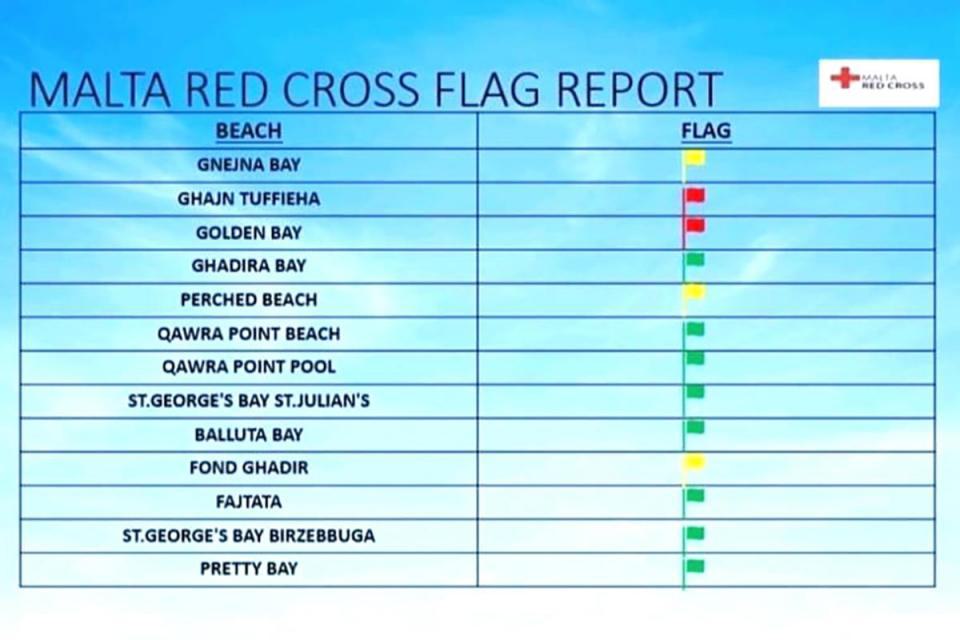 MALTA RED CROSS FLAG REPORT
MALTA
RED CROSS
BEACH FLAG
GNEJNA BAY
GHAJN TUFFIEHA
GOLDEN BAY
GHADIRA BAY
PERCHED BEACH
QAWRA POINT BEACH
QAWRA POINT POOL
ST.GEORGE'S BAY ST.JULIAN'S
BALLUTA BAY
FOND GHADIR
FAJTATA
ST.GEORGE'S BAY BIRZEBBUGA
PRETTY BAY